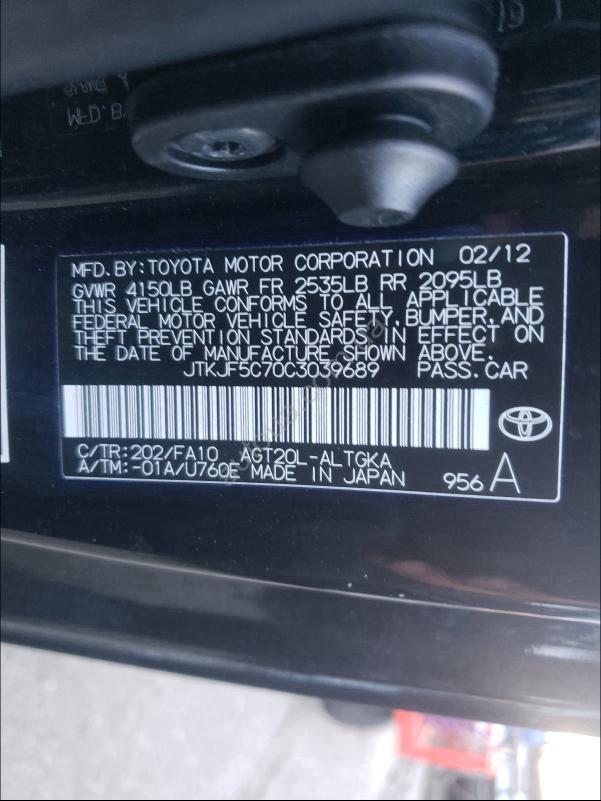 MFD. BY: TOYOTA MOTOR CORPORATION 02/12
GVWR 4150LB GAWR FR 2535LB RR 2095LB
THIS VEHICLE CONFORMS TO ALL APPLICABLE
FEDERAL MOTOR VEHICLE SAFETY, BUMPER, AND
THEFT PREVENTION STANDARDS IN EFFECT ON
THE DATE OF MANUFACTURE SHOWN ABOVE.
JTKJF5C70C3039689 PASS.CAR
C/TR:202/FA10 AGT20L-ALTGKA
A/TM:-01A/U760E MADE IN JAPAN
956 A